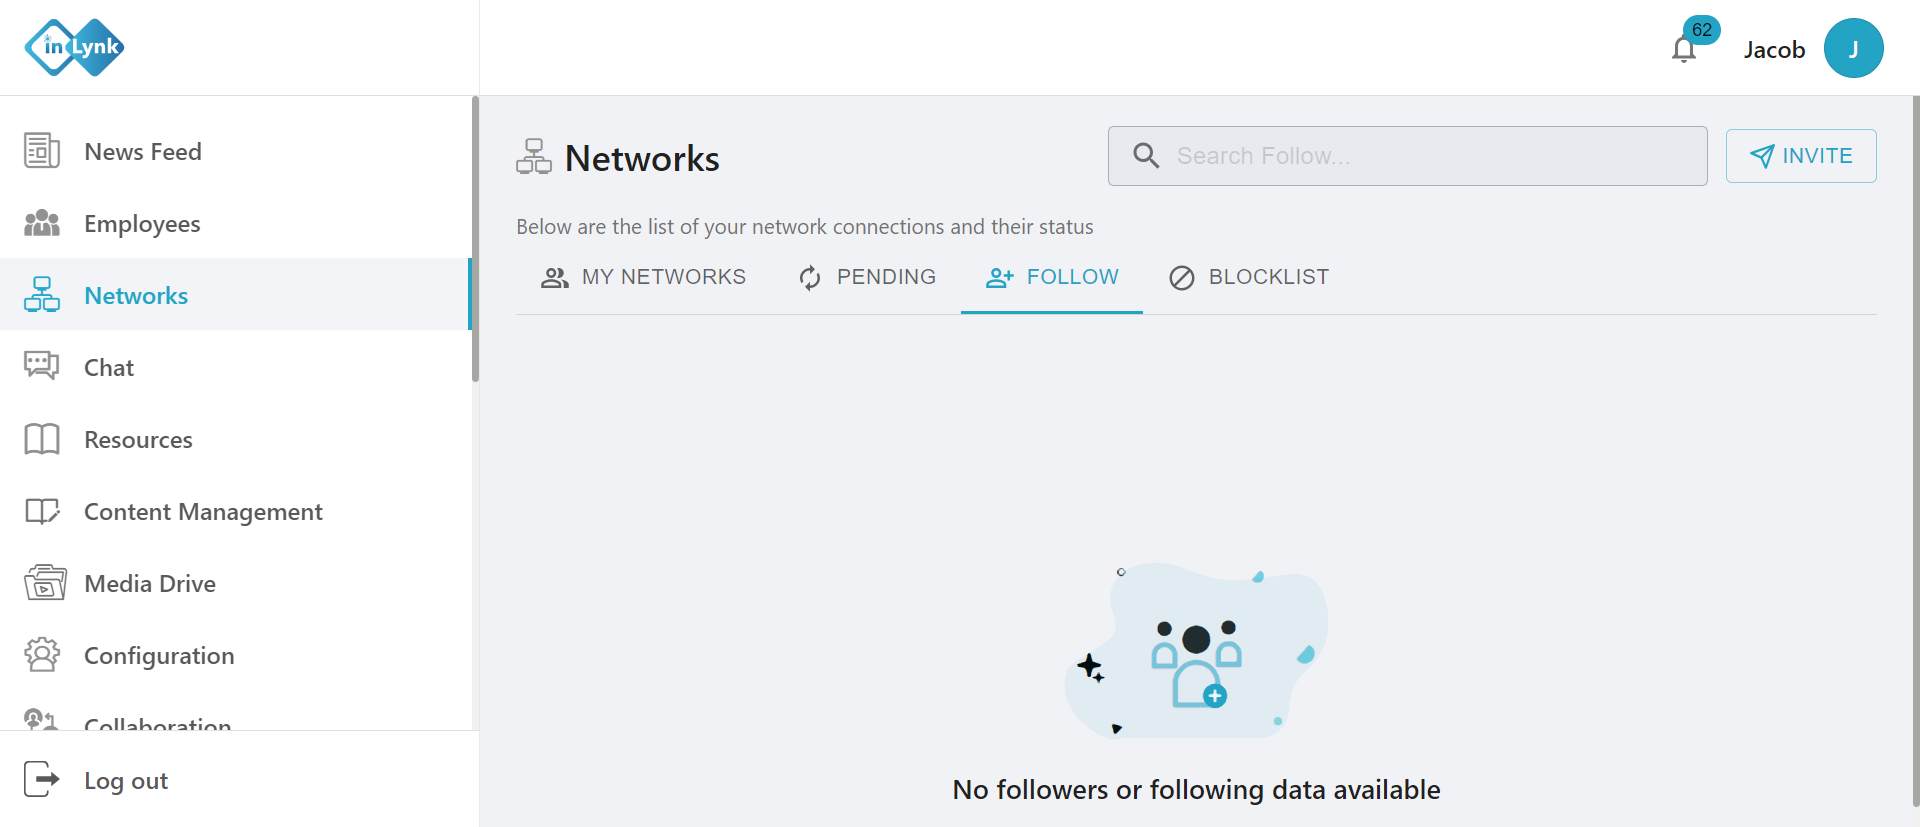 in Lynk
62
Jacob
J
News Feed
Employees
Networks
Chat
Resources
Content Management
Media Drive
Configuration
Collaboration
Log out
Networks
Search Follow...
INVITE
Below are the list of your network connections and their status
MY NETWORKS
PENDING
FOLLOW
BLOCKLIST
No followers or following data available